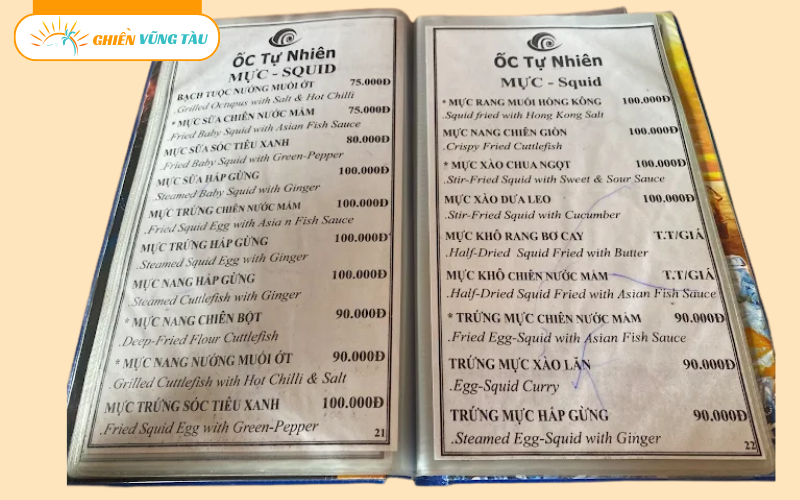 GHIỀN VŨNG TÀU
ỐC Tự Nhiên
MỰC - SQUID
BẠCH TUỘC NƯỚNG MUỐI ỚT 75.000Đ
.Grilled Octupus with Salt & Hot Chilli
* MỰC SỮA CHIÊN NƯỚC MẮM 75.000Đ
.Fried Baby Squid with Asian Fish Sauce
MỰC SỮA SÓC TIÊU XANH 80.000Đ
.Fried Baby Squid with Green-Pepper
MỰC SỮA HẤP GỪNG 100.000Đ
.Steamed Baby Squid with Ginger
MỰC TRỨNG CHIÊN NƯỚC MẮM 100.000Đ
.Fried Squid Egg with Asia n Fish Sauce
MỰC TRỨNG HẤP GỪNG 100.000Đ
.Steamed Squid Egg with Ginger
MỰC NANG HẤP GỪNG 100.000Đ
.Steamed Cuttlefish with Ginger
* MỰC NANG CHIÊN BỘT 90.000Đ
.Deep-Fried Flour Cuttlefish
* MỰC NANG NƯỚNG MUỐI ỚT 90.000Đ
.Grilled Cuttlefish with Hot Chilli & Salt
MỰC TRỨNG SÓC TIÊU XANH 100.000Đ
.Fried Squid Egg with Green-Pepper
21
ỐC Tự Nhiên
MỰC - Squid
* MỰC RANG MUỐI HỒNG KÔNG 100.000Đ
.Squid fried with Hong Kong Salt
MỰC NANG CHIÊN GIÒN 100.000Đ
.Crispy Fried Cuttlefish
* MỰC XÀO CHUA NGỌT 100.000Đ
.Stir-Fried Squid with Sweet & Sour Sauce
MỰC XÀO DƯA LEO 100.000Đ
.Stir-Fried Squid with Cucumber
MỰC KHÔ RANG BƠ CAY T.T/GIÁ
.Half-Dried Squid Fried with Butter
MỰC KHÔ CHIÊN NƯỚC MẮM T.T/GIÁ
.Half-Dried Squid Fried with Asian Fish Sauce
* TRỨNG MỰC CHIÊN NƯỚC MẮM 90.000Đ
.Fried Egg-Squid with Asian Fish Sauce
TRỨNG MỰC XÀO LĂN 90.000Đ
.Egg-Squid Curry
TRỨNG MỰC HẤP GỪNG 90.000Đ
.Steamed Egg-Squid with Ginger
22